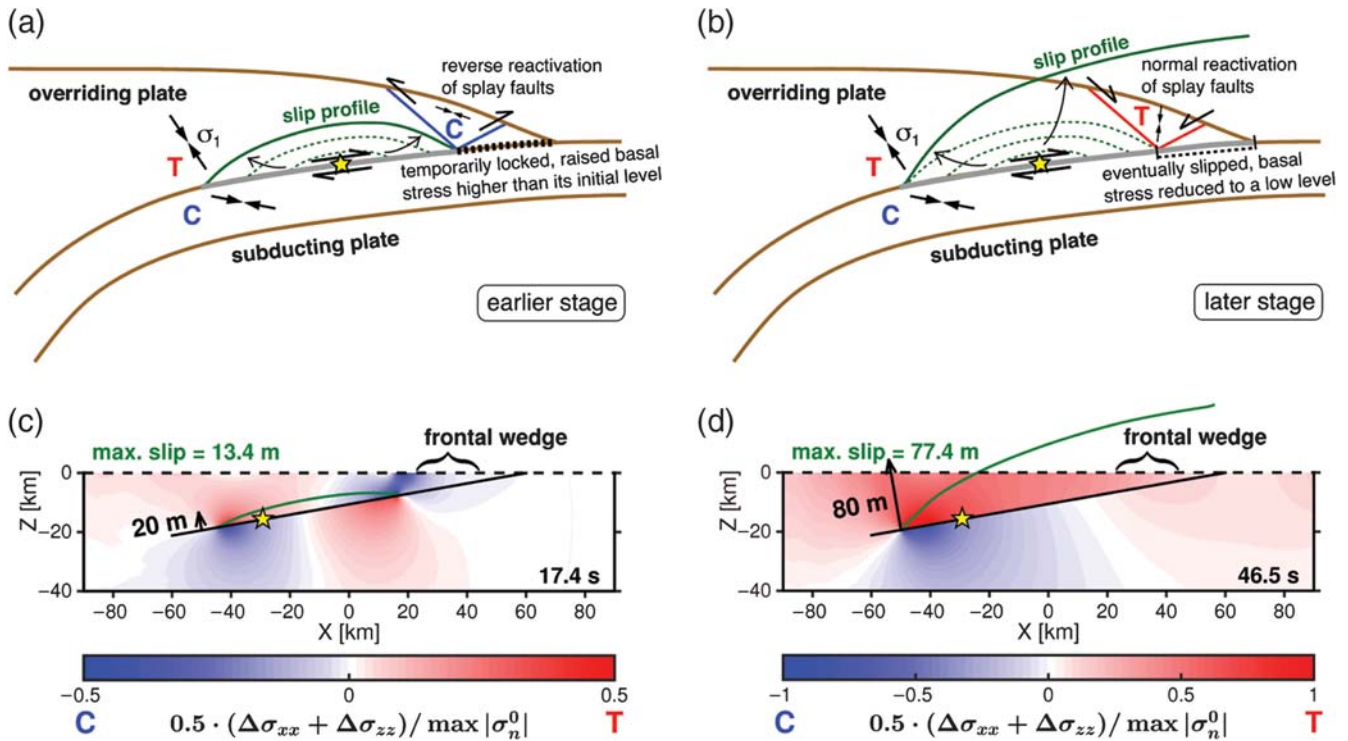 (a)
overriding plate
σ1
T
C
slip profile
reverse reactivation
of splay faults
C
temporarily locked, raised basal
stress higher than its initial level
subducting plate
earlier stage
(b)
overriding plate
σ1
T
C
slip profile
normal reactivation
of splay faults
T
eventually slipped, basal
stress reduced to a low level
subducting plate
later stage
(c)
max. slip = 13.4 m
frontal wedge
20 m
17.4 s
Z [km]
0
−20
−40
−80 −60 −40 −20 0 20 40 60 80
X [km]
−0.5 0 0.5
C 0.5 · (Δσxx + Δσzz) / max |σn0| T
(d)
max. slip = 77.4 m
frontal wedge
80 m
46.5 s
Z [km]
0
−20
−40
−80 −60 −40 −20 0 20 40 60 80
X [km]
−1 −0.5 0 0.5 1
C 0.5 · (Δσxx + Δσzz) / max |σn0| T